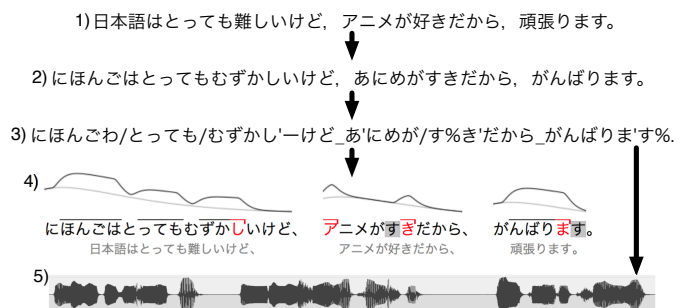 1)日本語はとっても難しいけど，アニメが好きだから，頑張ります。
2)にほんごはとってもむずかしいけど，あにめがすきだから，がんばります。
3)にほんごわ/とっても/むずかし'ーけど_あ'にめが/す%き'だから_がんばりま'す%.
4)
にほんごはとってもむずかしいけど、 アニメがすぎだから、 がんばります。
日本語はとっても難しいけど、 アニメが好きだから、 頑張ります。
5)